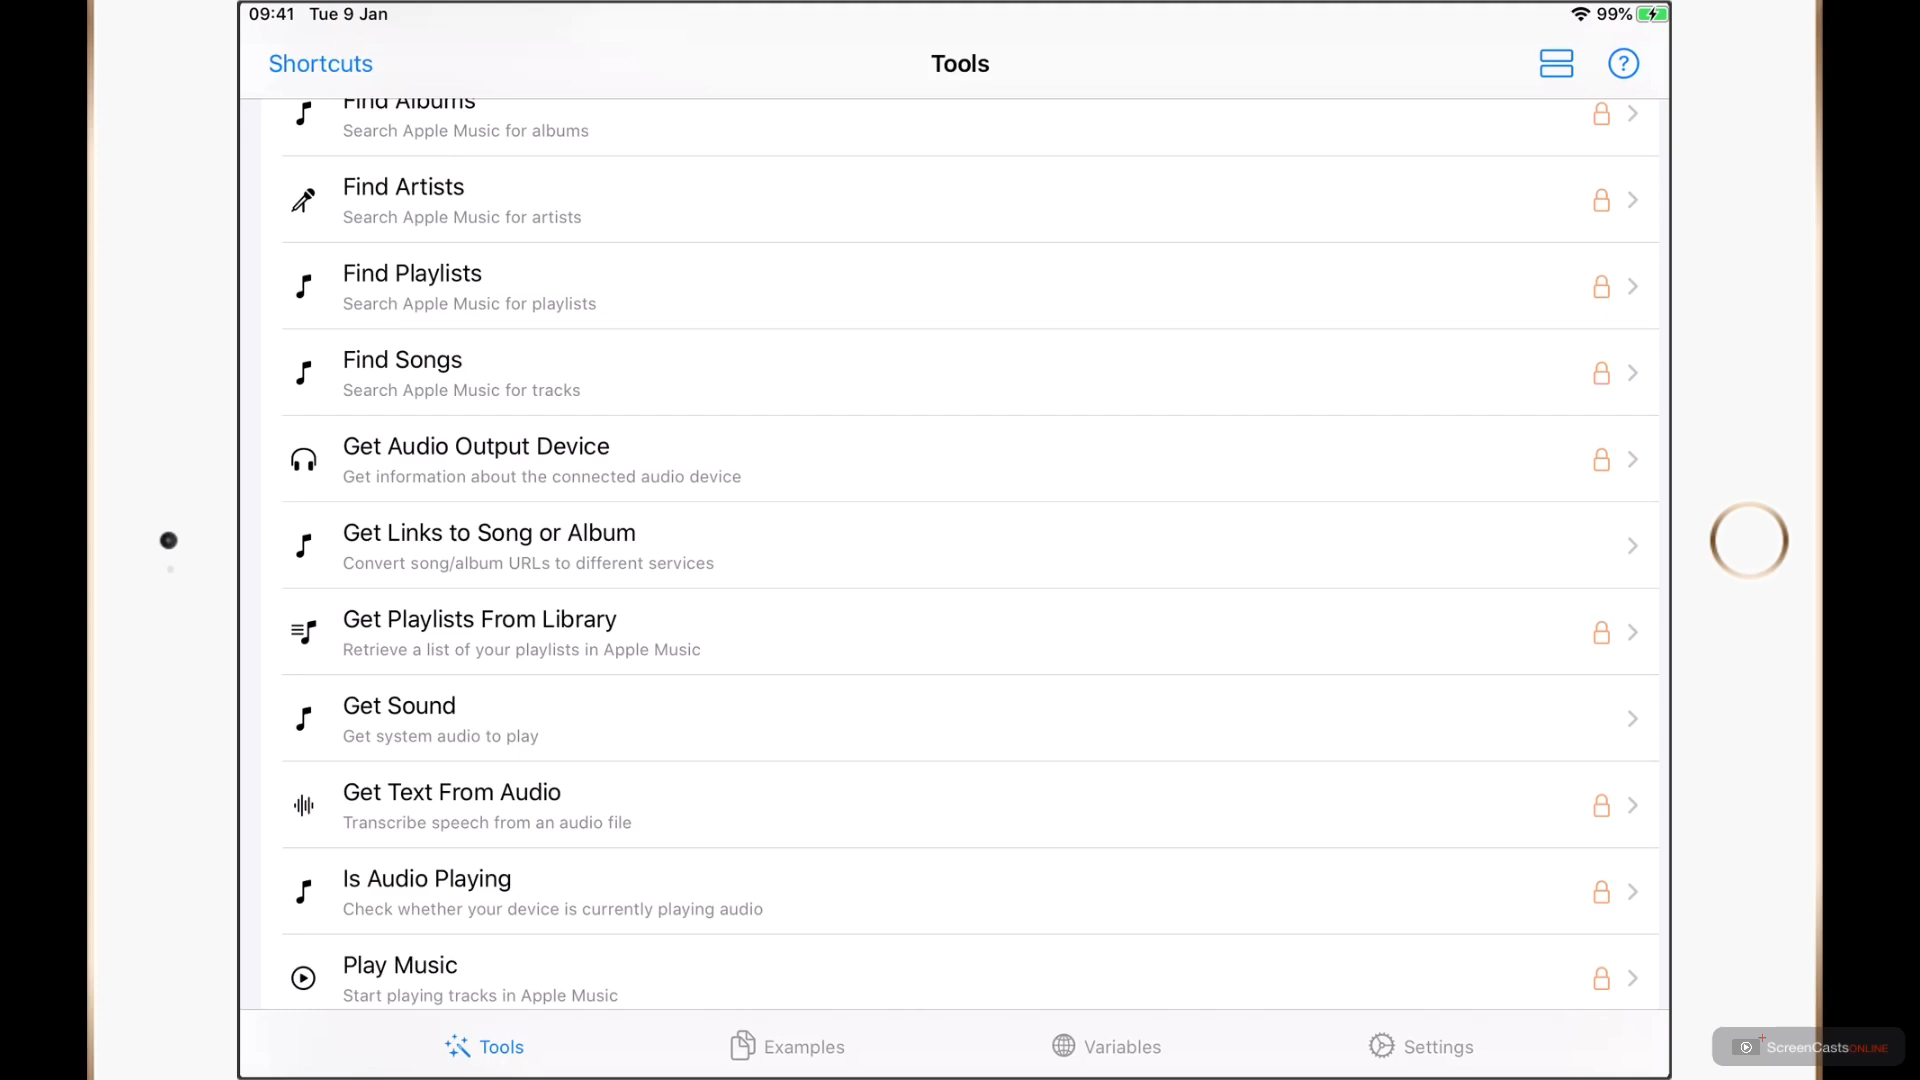 09:41 Tue 9 Jan
99%
Shortcuts
Tools
?
Find Albums
Search Apple Music for albums
Find Artists
Search Apple Music for artists
Find Playlists
Search Apple Music for playlists
Find Songs
Search Apple Music for tracks
Get Audio Output Device
Get information about the connected audio device
Get Links to Song or Album
Convert song/album URLs to different services
Get Playlists From Library
Retrieve a list of your playlists in Apple Music
Get Sound
Get system audio to play
Get Text From Audio
Transcribe speech from an audio file
Is Audio Playing
Check whether your device is currently playing audio
Play Music
Start playing tracks in Apple Music
Tools
Examples
Variables
Settings
ScreenCastsONLINE